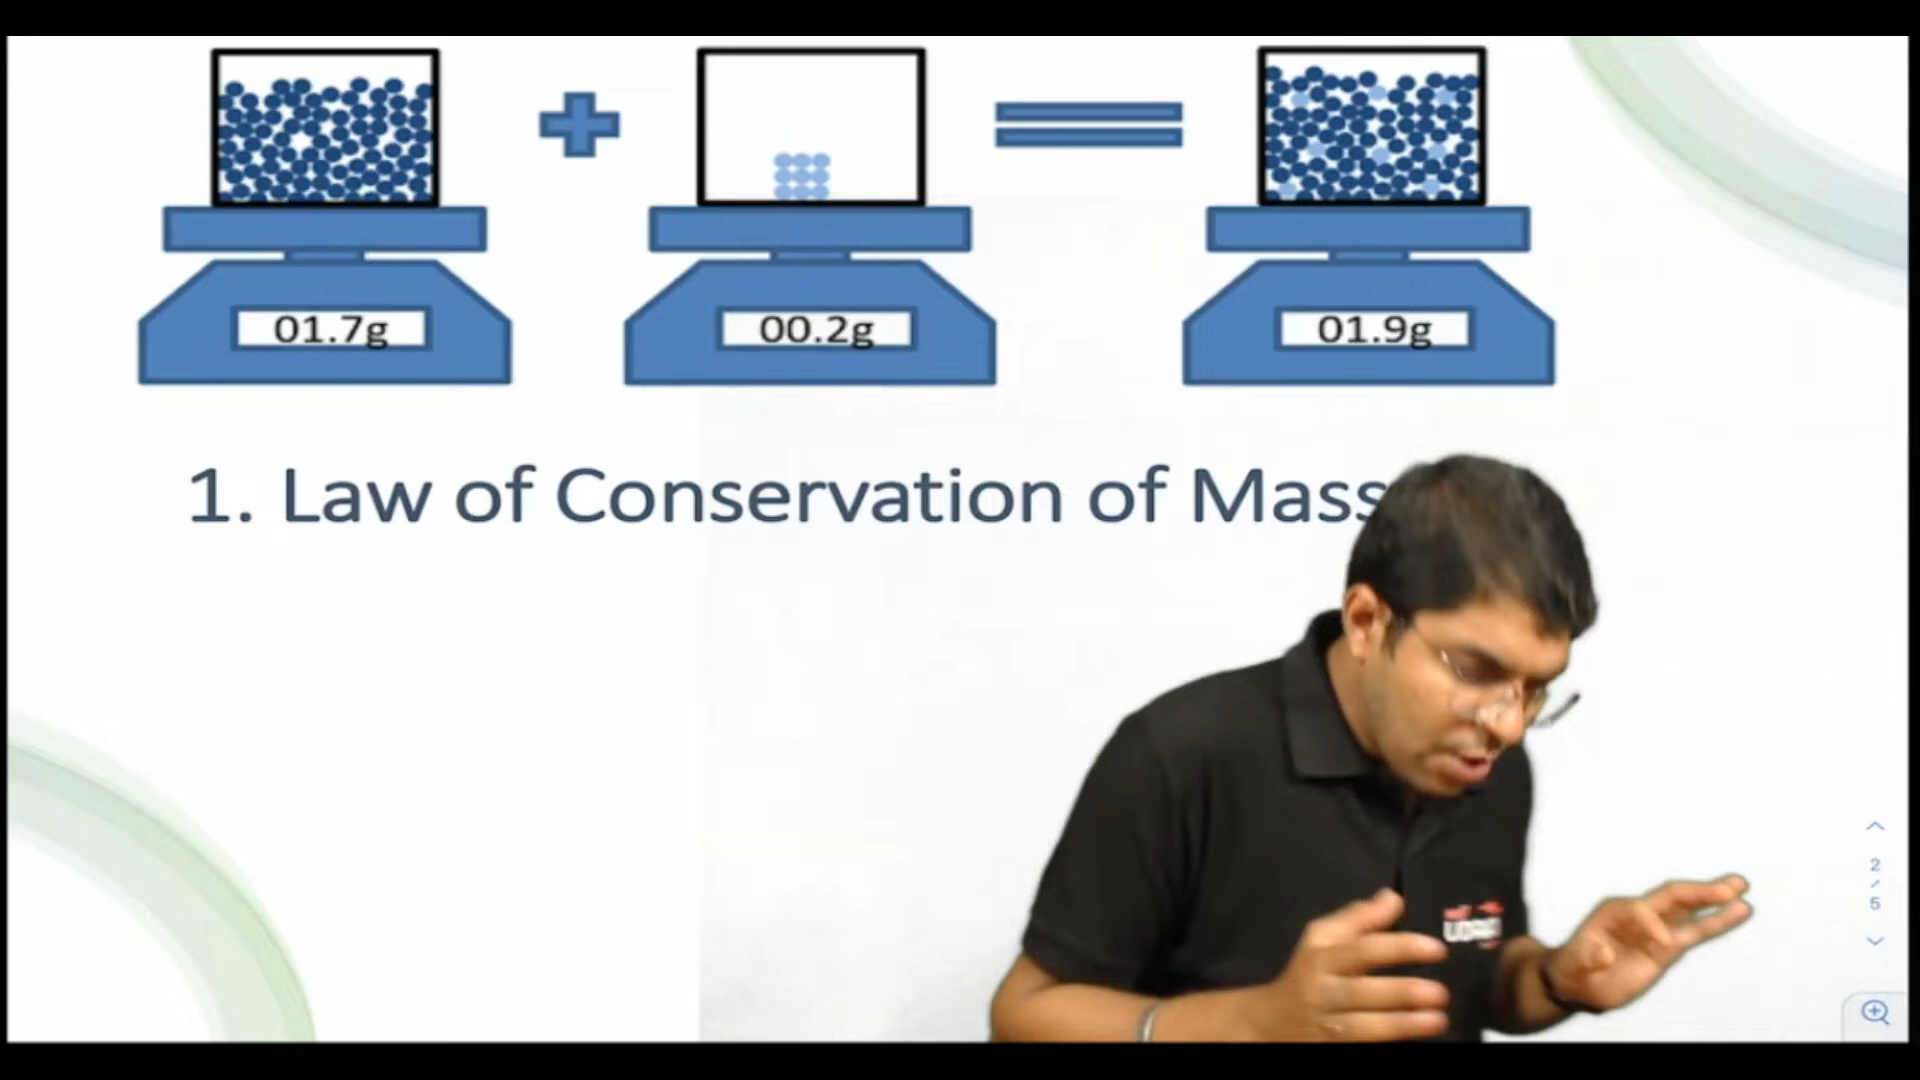 01.7g
00.2g
01.9g
1. Law of Conservation of Mass
2
/
5